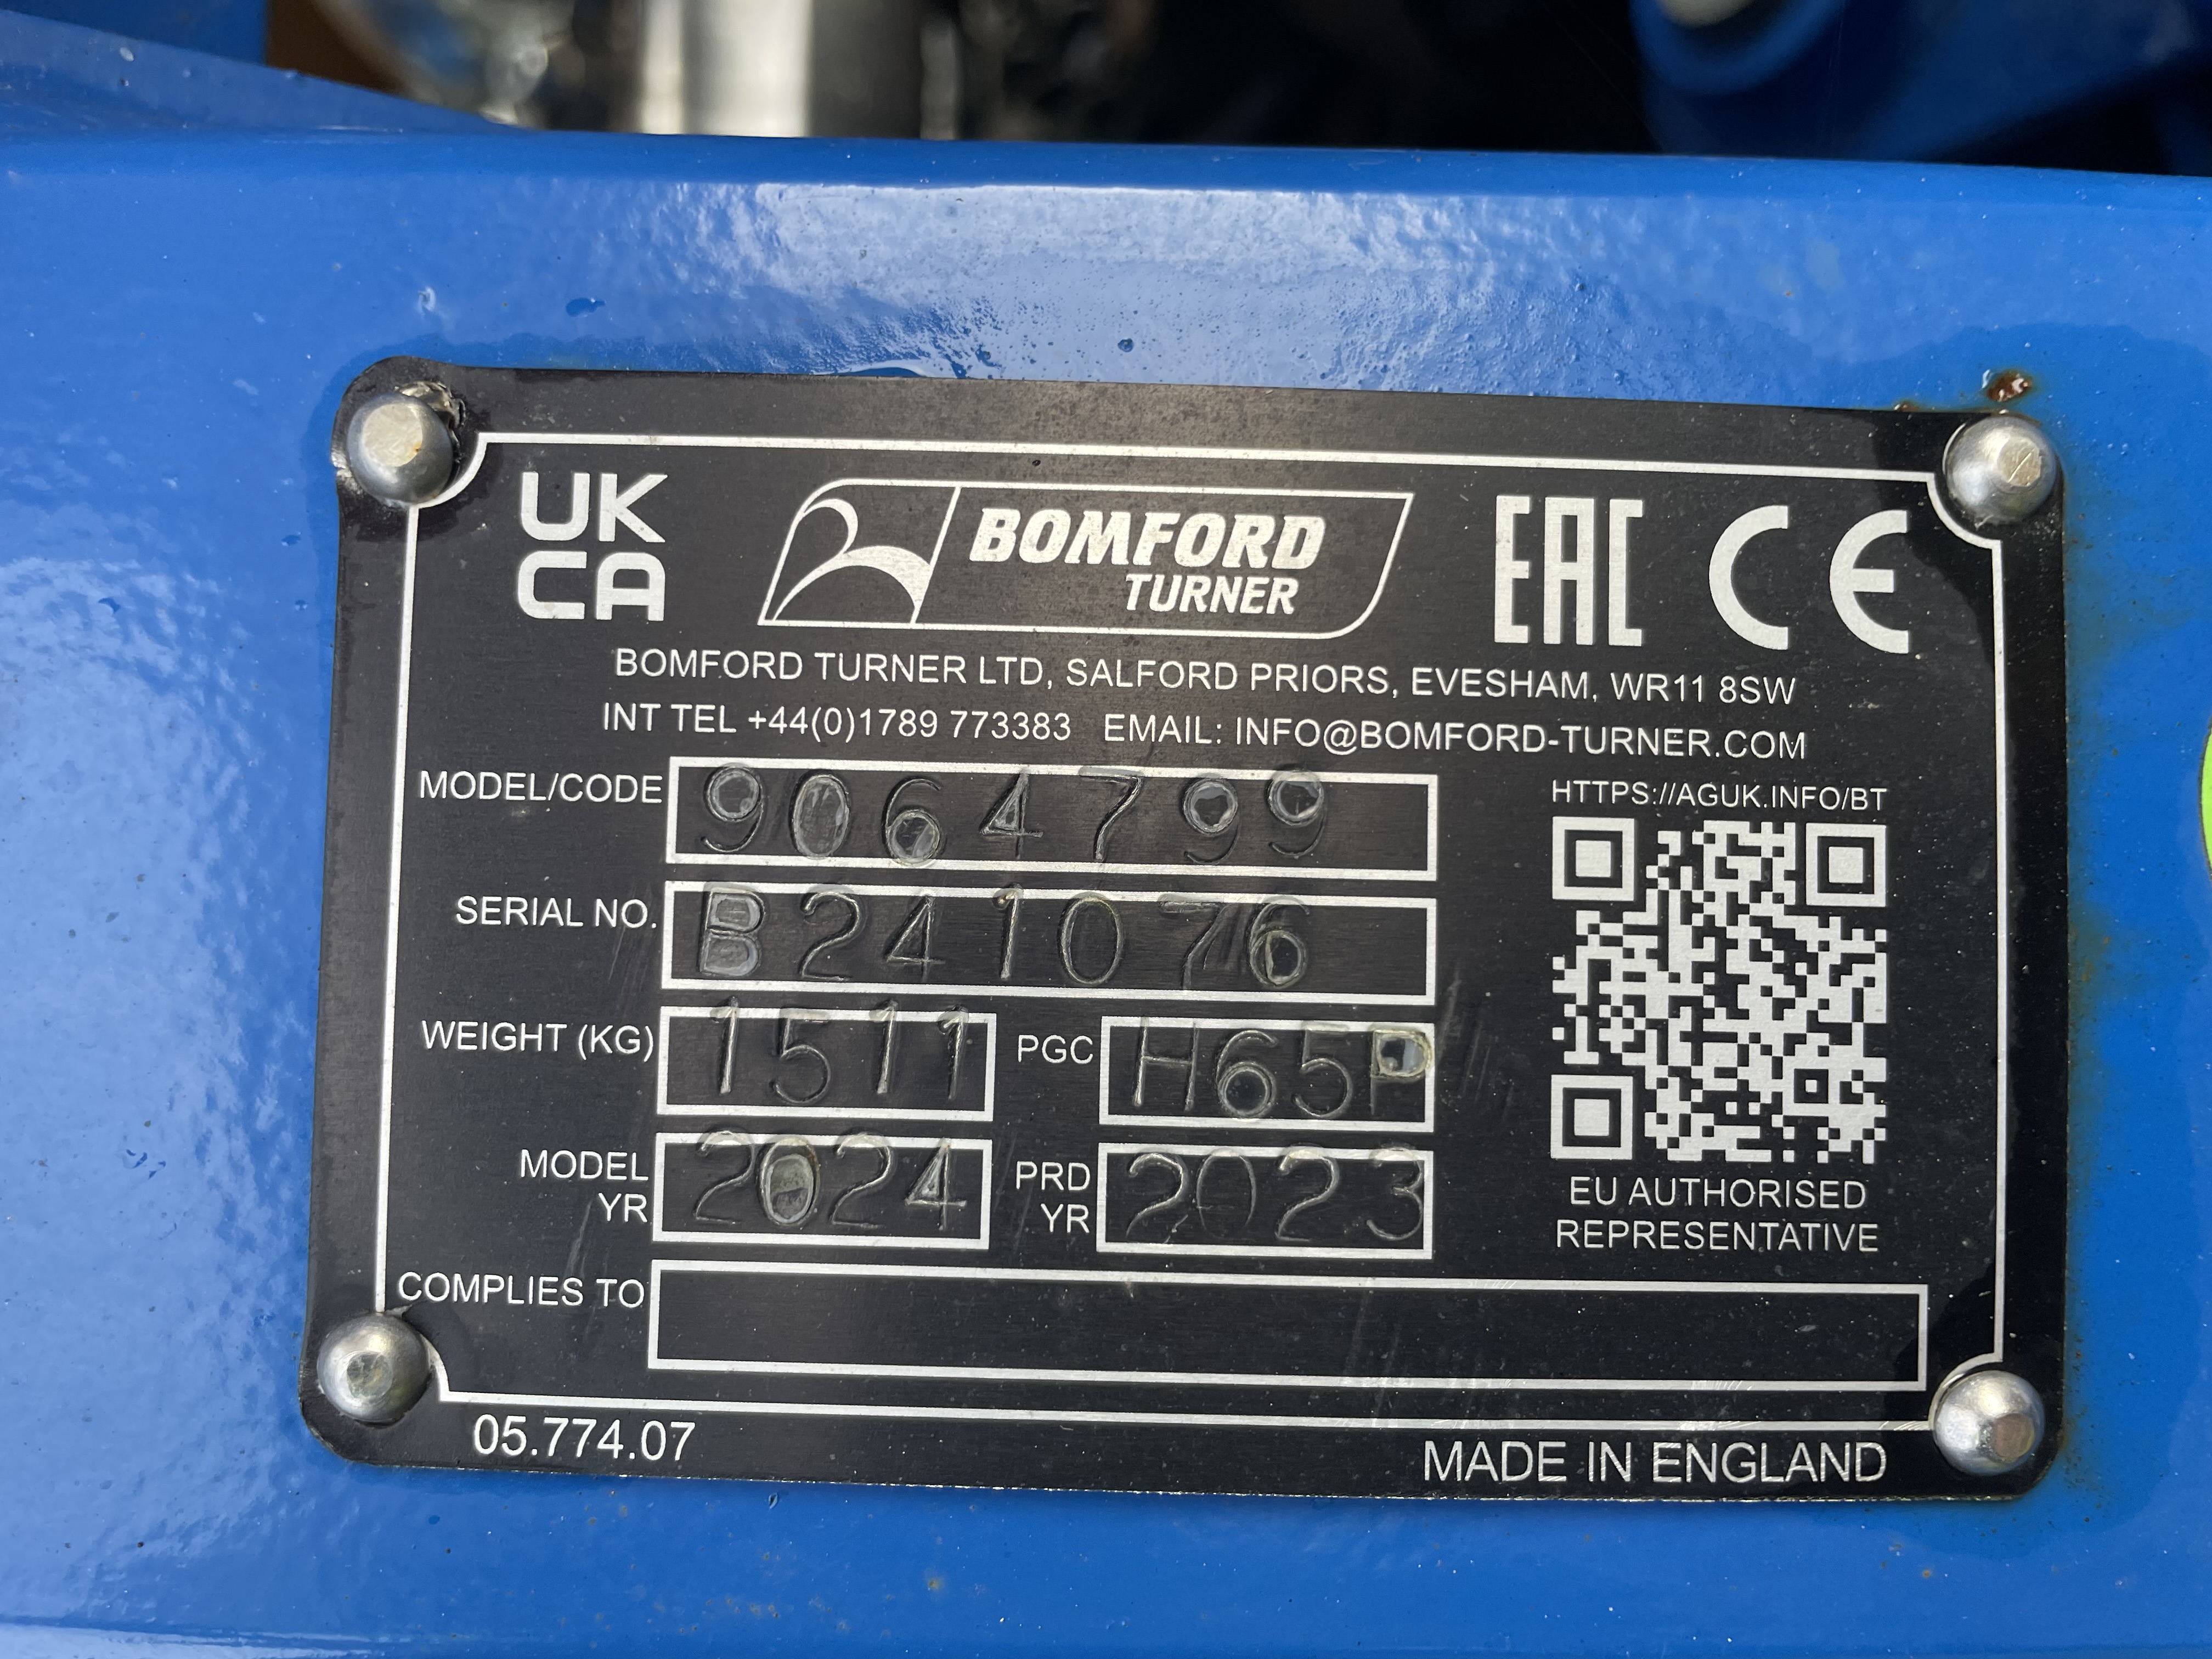 UK
CA
BOMFORD
TURNER
EAC CE
BOMFORD TURNER LTD, SALFORD PRIORS, EVESHAM, WR11 8SW
INT TEL +44(0)1789 773383 EMAIL: INFO@BOMFORD-TURNER.COM
MODEL/CODE 9064799
HTTPS://AGUK.INFO/BT
SERIAL NO. B241076
WEIGHT (KG) 1511 PGC H65P
MODEL YR 2024 PRD YR 2023
EU AUTHORISED
REPRESENTATIVE
COMPLIES TO
05.774.07
MADE IN ENGLAND